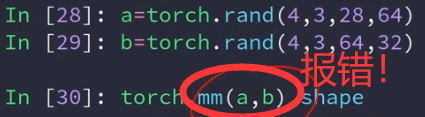 In [28]: a=torch.rand(4,3,28,64)
In [29]: b=torch.rand(4,3,64,32)
报错!
In [30]: torch.mm(a,b).shape